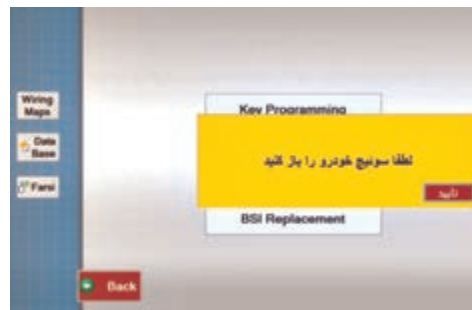 Wiring
Maps
Data
Base
Farsi
Key Programming
لطفا سوئیچ خودرو را باز کنید
تایید
BSI Replacement
Back